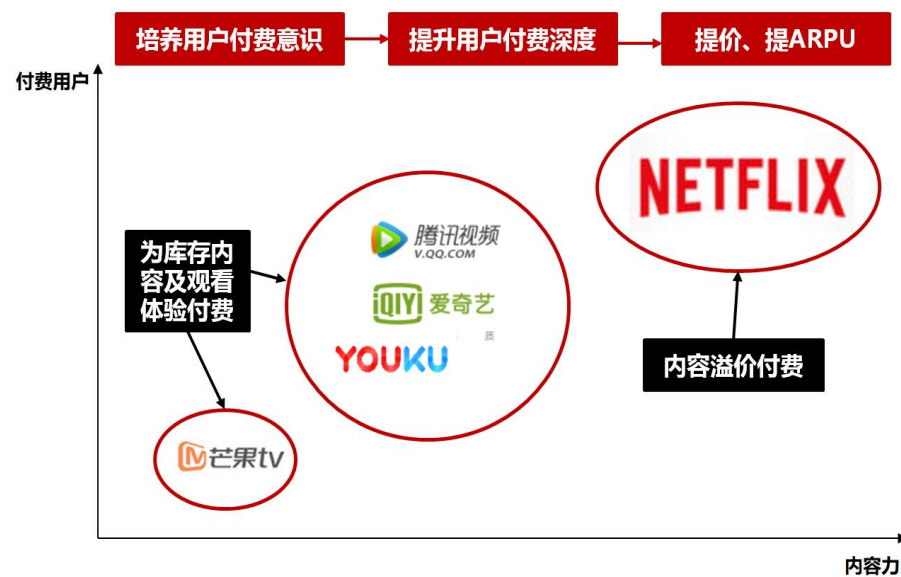 培养用户付费意识
提升用户付费深度
提价、提ARPU
付费用户
NETFLIX
腾讯视频
V.QQ.COM
为库存内
容及观看
体验付费
iQIYI 爱奇艺
质
YOUKU
内容溢价付费
芒果tv
内容力